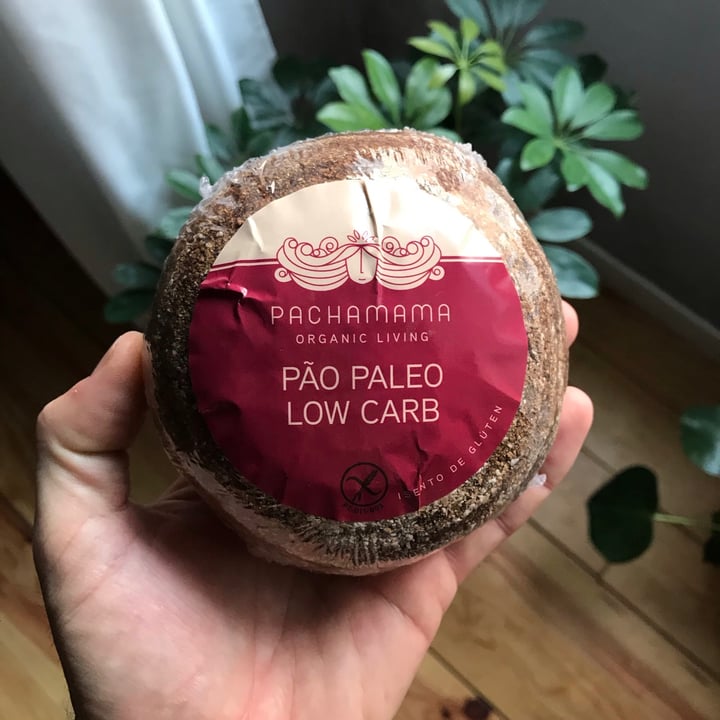 PACHAMAMA
ORGANIC LIVING
PÃO PALEO
LOW CARB
ISENTO DE GLÚTEN